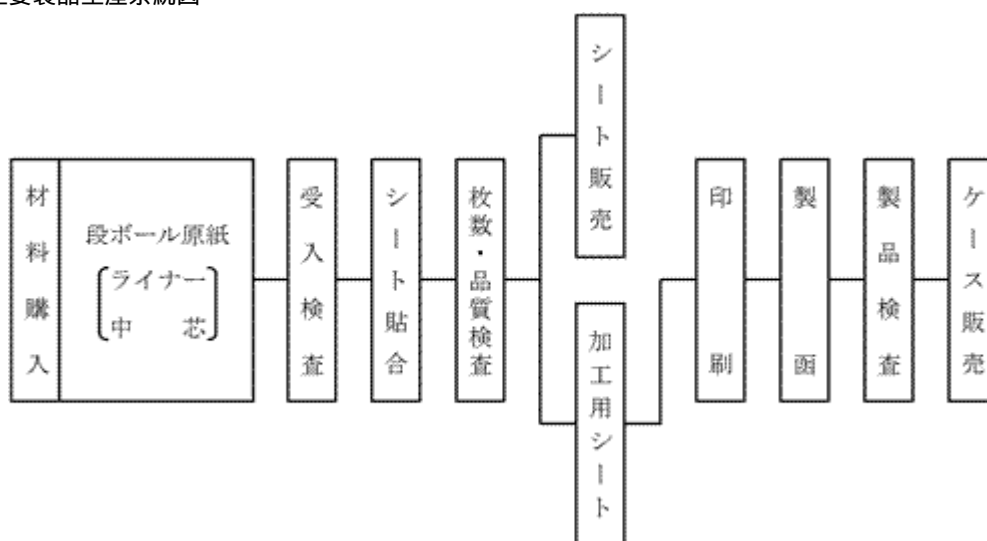 主要製品生産系統図
材料購入
段ボール原紙
ライナー
中 芯
受入検査
シート貼合
枚数・品質検査
シート販売
加工用シート
印刷
製函
製品検査
ケース販売